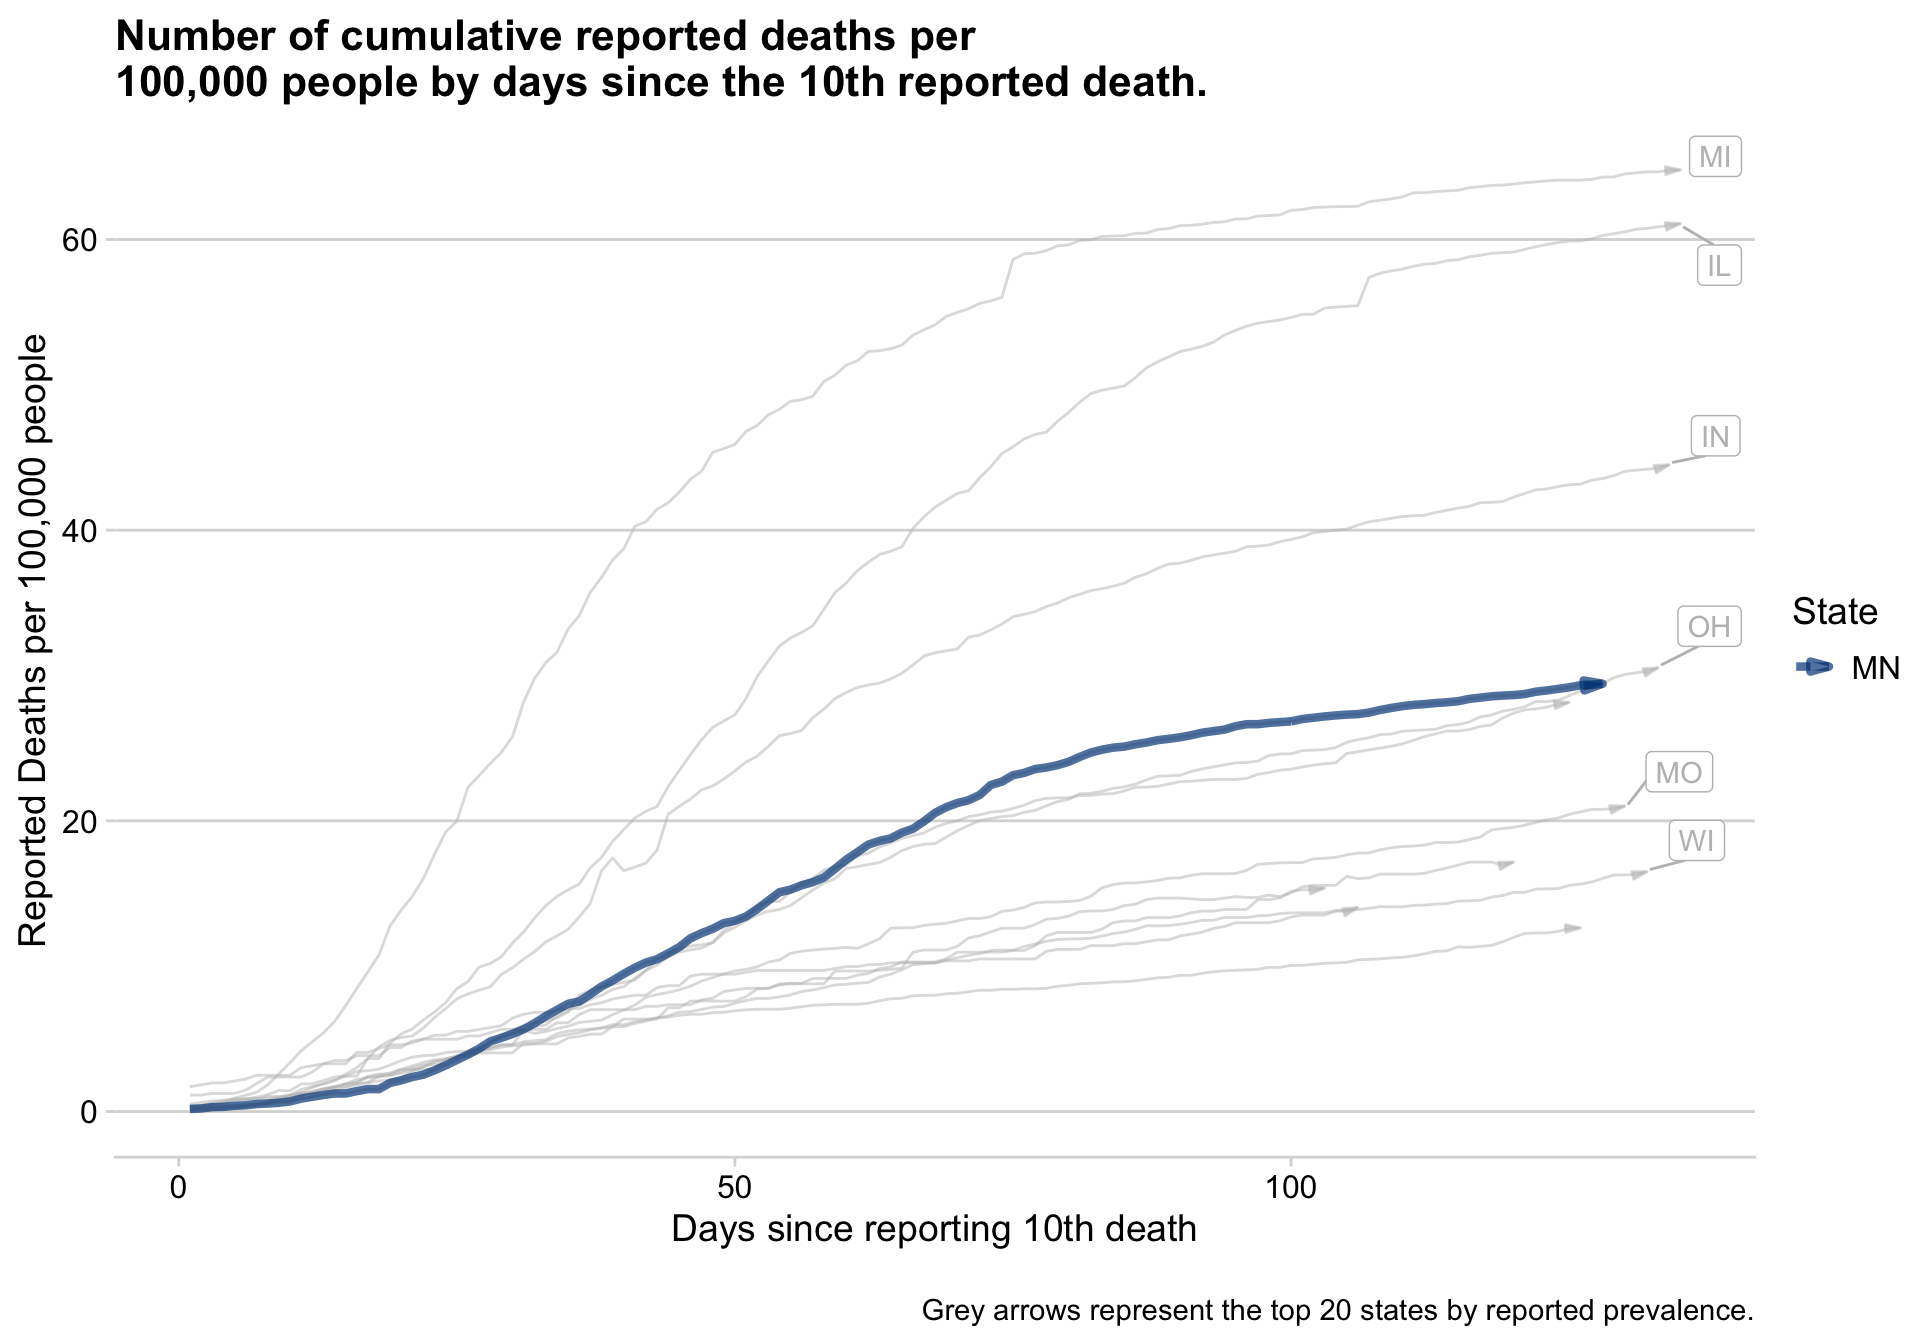 Number of cumulative reported deaths per
100,000 people by days since the 10th reported death.
MI
60
IL
IN
40
OH
State
MN
MO
20
WI
0
Reported Deaths per 100,000 people
0 50 100
Days since reporting 10th death
Grey arrows represent the top 20 states by reported prevalence.